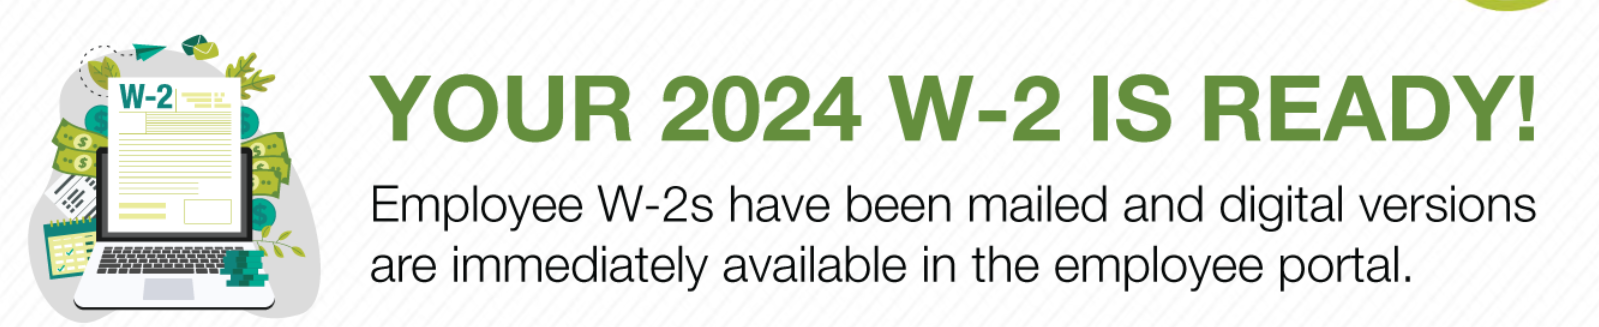 W-2
YOUR 2024 W-2 IS READY!
Employee W-2s have been mailed and digital versions
are immediately available in the employee portal.